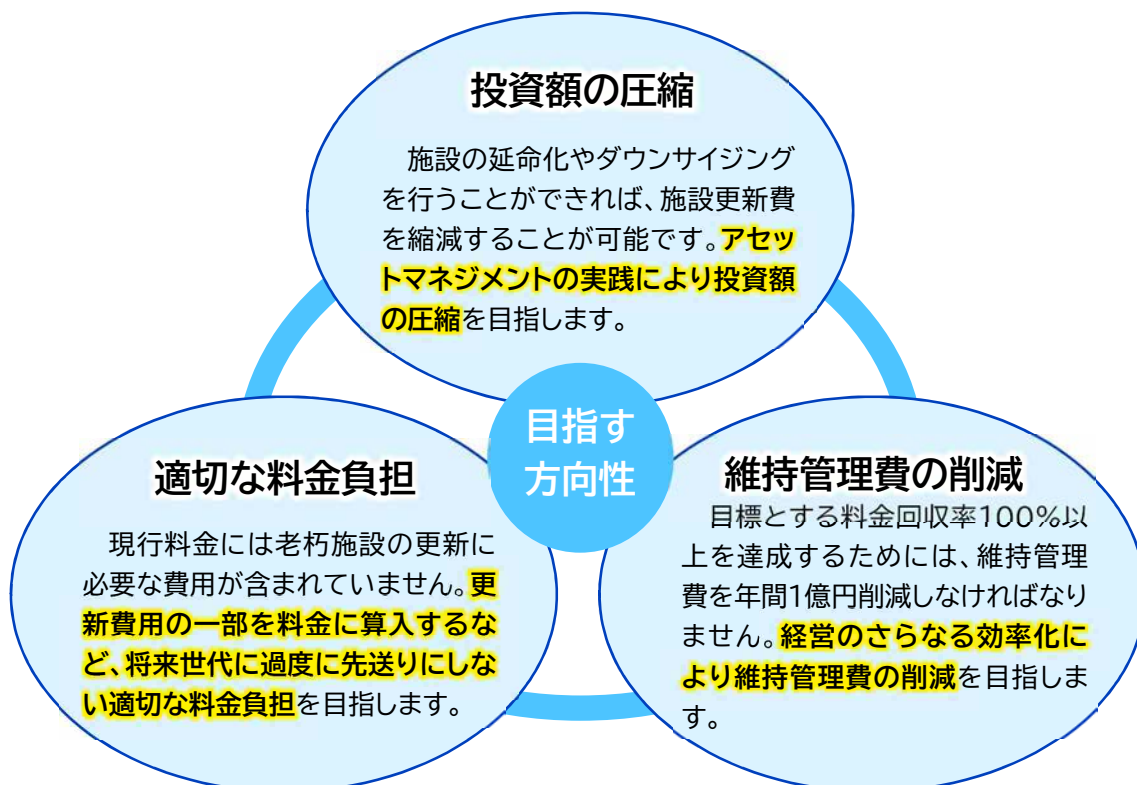 投資額の圧縮
施設の延命化やダウンサイジング
を行うことができれば、施設更新費
を縮減することが可能です。アセッ
トマネジメントの実践により投資額
の圧縮を目指します。
目指す
方向性
適切な料金負担
現行料金には老朽施設の更新に
必要な費用が含まれていません。更
新費用の一部を料金に算入するな
ど、将来世代に過度に先送りにしな
い適切な料金負担を目指します。
維持管理費の削減
目標とする料金回収率100%以
上を達成するためには、維持管理
費を年間1億円削減しなければなり
ません。経営のさらなる効率化に
より維持管理費の削減を目指しま
す。